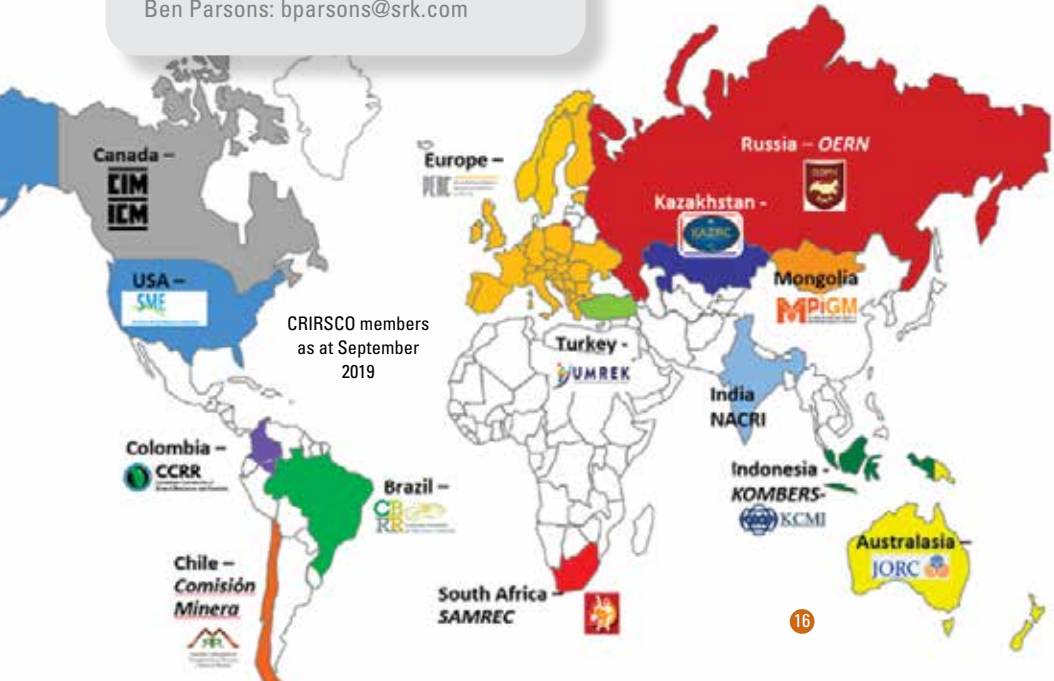 Ben Parsons: bparsons@srk.com
Canada –
CIM
ICM
Europe –
PERC
Russia – OERN
Kazakhstan -
KAZRC
Mongolia
MPIGM
USA –
SME
CRIRSCO members
as at September
2019
Turkey -
UMREK
India
NACRI
Colombia –
CCRR
Brazil –
CB
RR
Indonesia -
KOMBERS-
KCMI
Australasia –
JORC
Chile –
Comisión
Minera
South Africa –
SAMREC
16